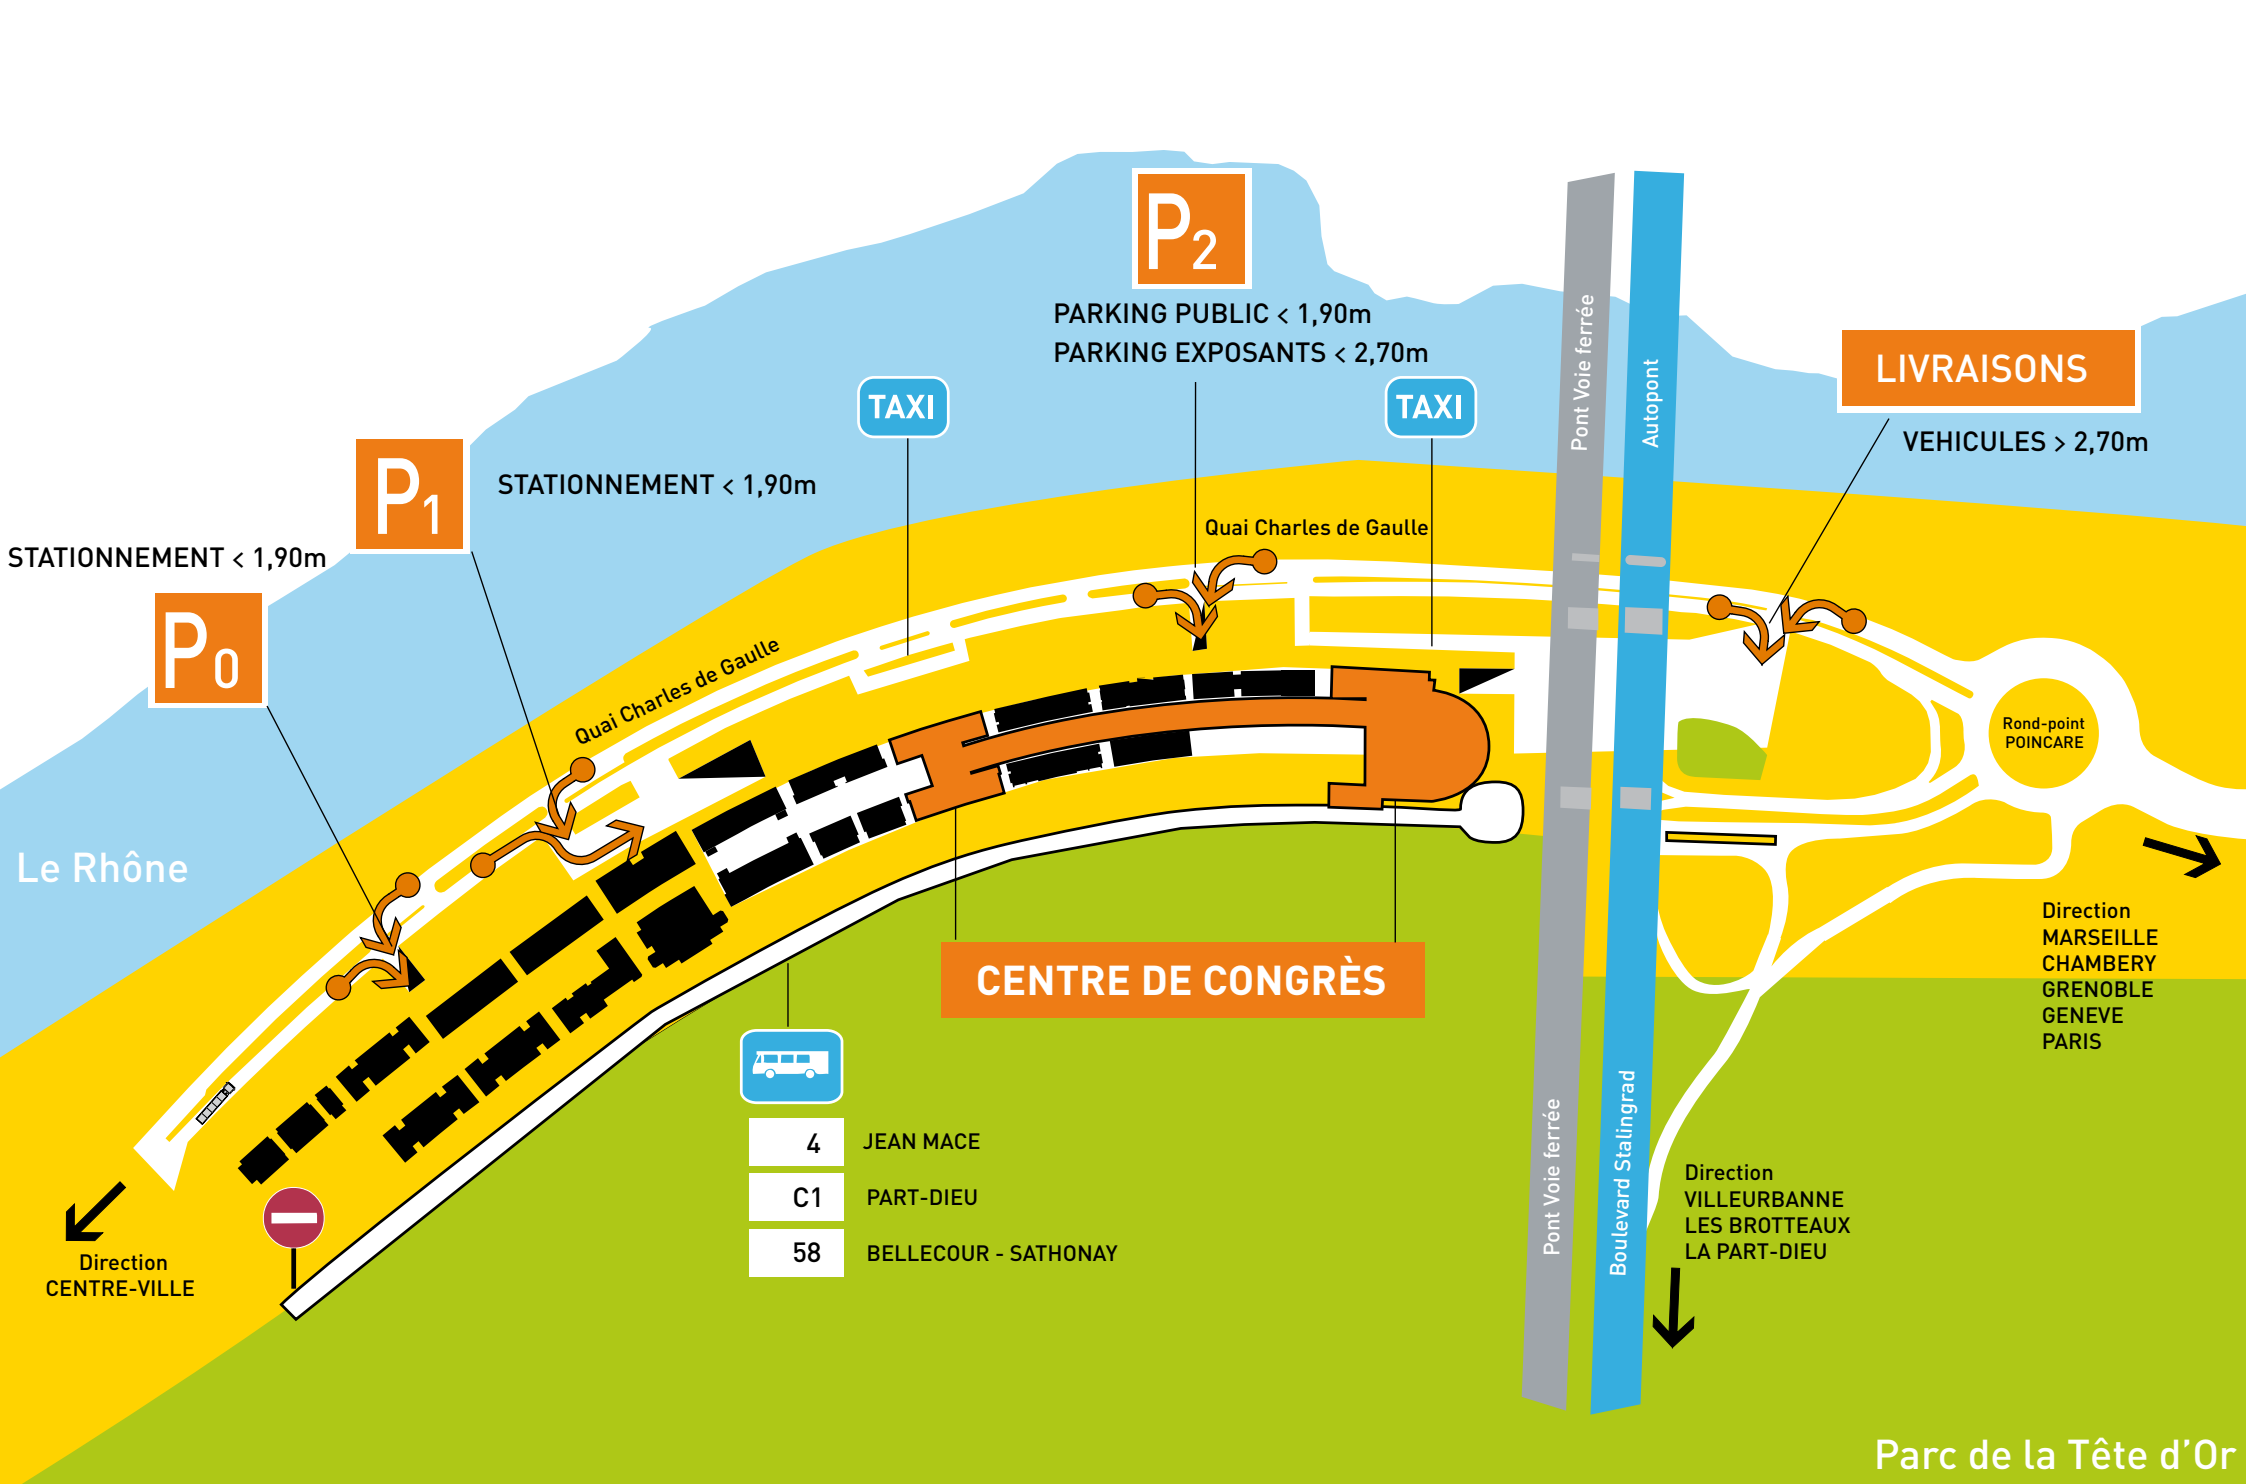 P2
PARKING PUBLIC < 1,90m
PARKING EXPOSANTS < 2,70m
TAXI
TAXI
Pont Voie ferrée
Autopont
LIVRAISONS
VEHICULES > 2,70m
P1
STATIONNEMENT < 1,90m
STATIONNEMENT < 1,90m
P0
Quai Charles de Gaulle
Quai Charles de Gaulle
Rond-point
POINCARE
Le Rhône
CENTRE DE CONGRÈS
Direction
MARSEILLE
CHAMBERY
GRENOBLE
GENEVE
PARIS
4 JEAN MACE
C1 PART-DIEU
58 BELLECOUR - SATHONAY
Pont Voie ferrée
Boulevard Stalingrad
Direction
VILLEURBANNE
LES BROTTEAUX
LA PART-DIEU
Direction
CENTRE-VILLE
Parc de la Tête d'Or